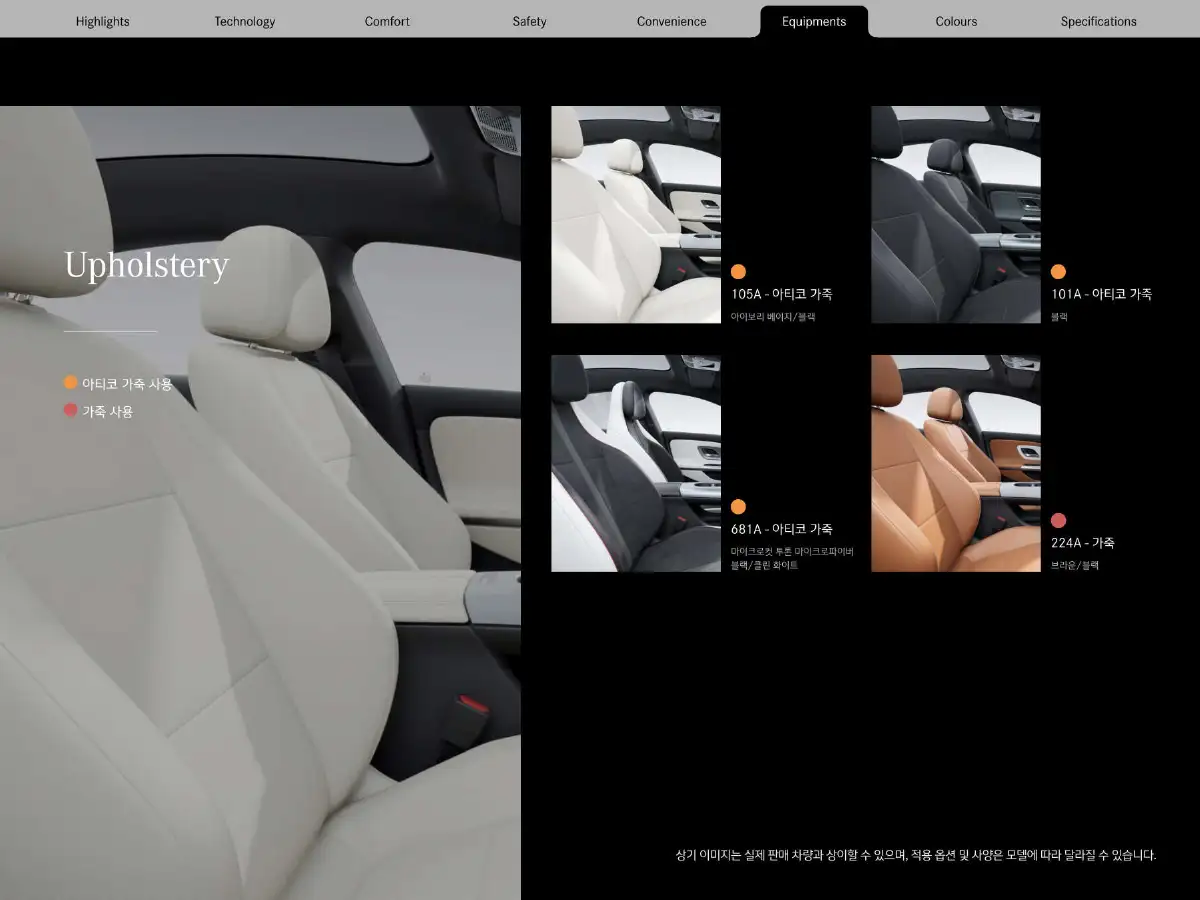 Highlights
Technology
Comfort
Safety
Convenience
Equipments
Colours
Specifications
Upholstery
아티코 가죽 사용
가죽 사용
105A - 아티코 가죽
아이보리 베이지/블랙
101A - 아티코 가죽
블랙
681A - 아티코 가죽
마이크로컷 투톤 마이크로파이버
블랙/클린 화이트
224A - 가죽
브라운/블랙
상기 이미지는 실제 판매 차량과 상이할 수 있으며, 적용 옵션 및 사양은 모델에 따라 달라질 수 있습니다.